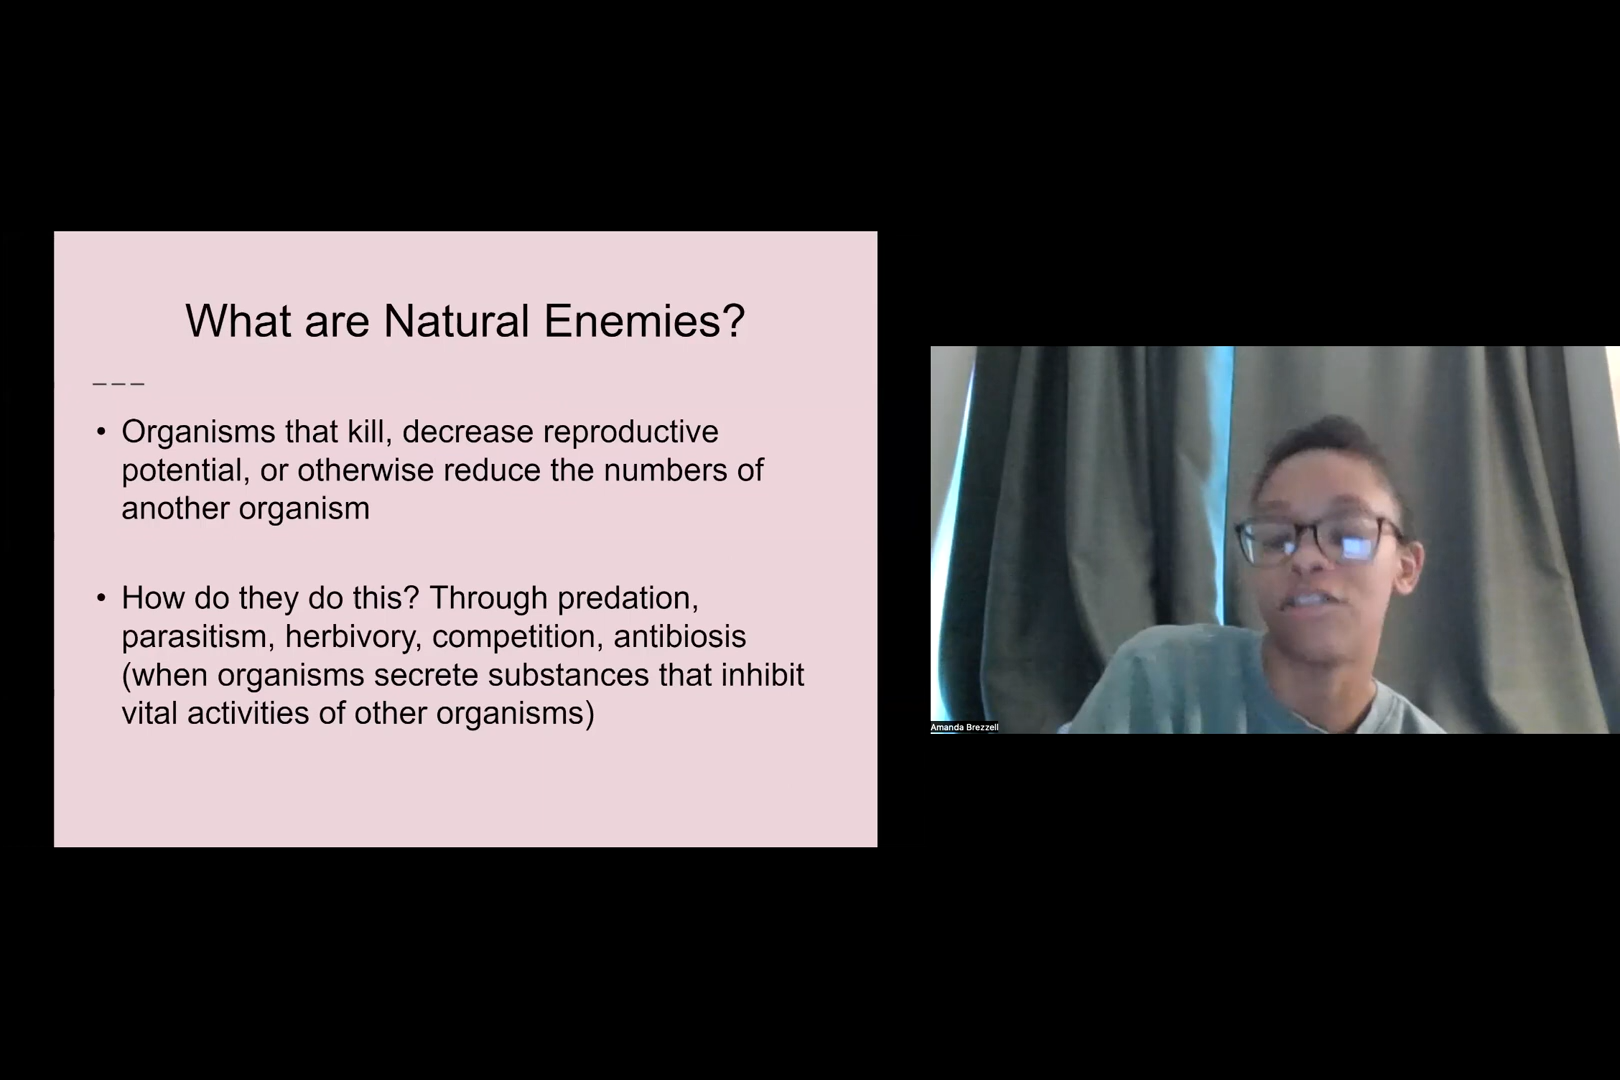 What are Natural Enemies?
___
• Organisms that kill, decrease reproductive
potential, or otherwise reduce the numbers of
another organism
• How do they do this? Through predation,
parasitism, herbivory, competition, antibiosis
(when organisms secrete substances that inhibit
vital activities of other organisms)
Amanda Brezzell